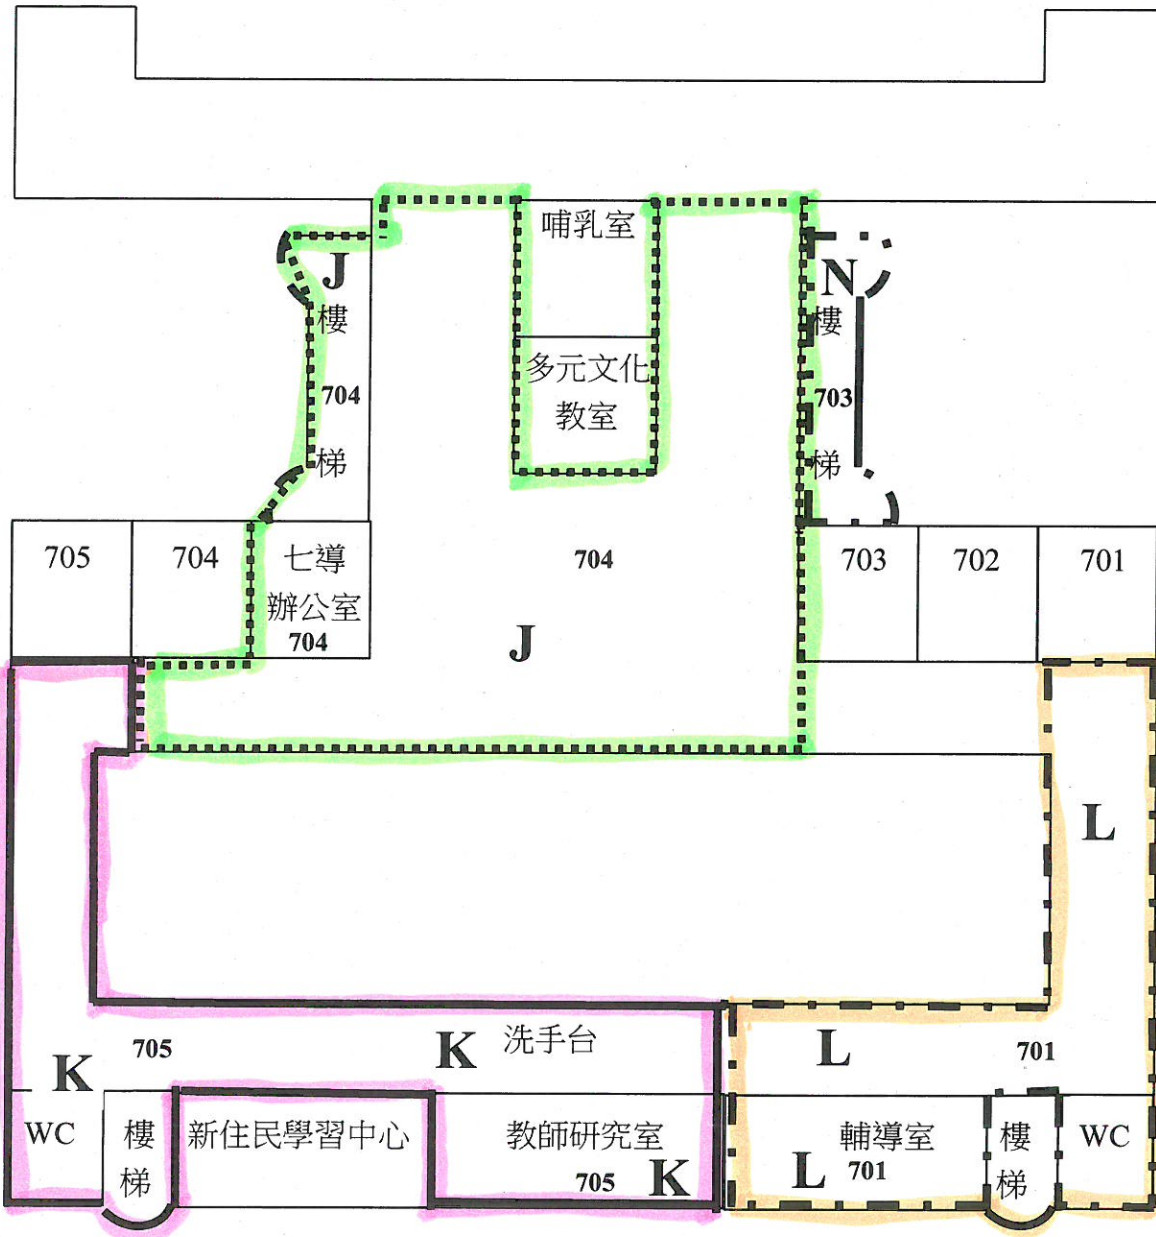 哺乳室
J
N
樓
樓
多元文化
教室
704
703
梯
梯
705
704
七導
辦公室
704
704
J
703
702
701
L
705
K
K
洗手台
L
701
WC
樓
梯
新住民學習中心
教師研究室
705
K
輔導室
L
701
樓
梯
WC